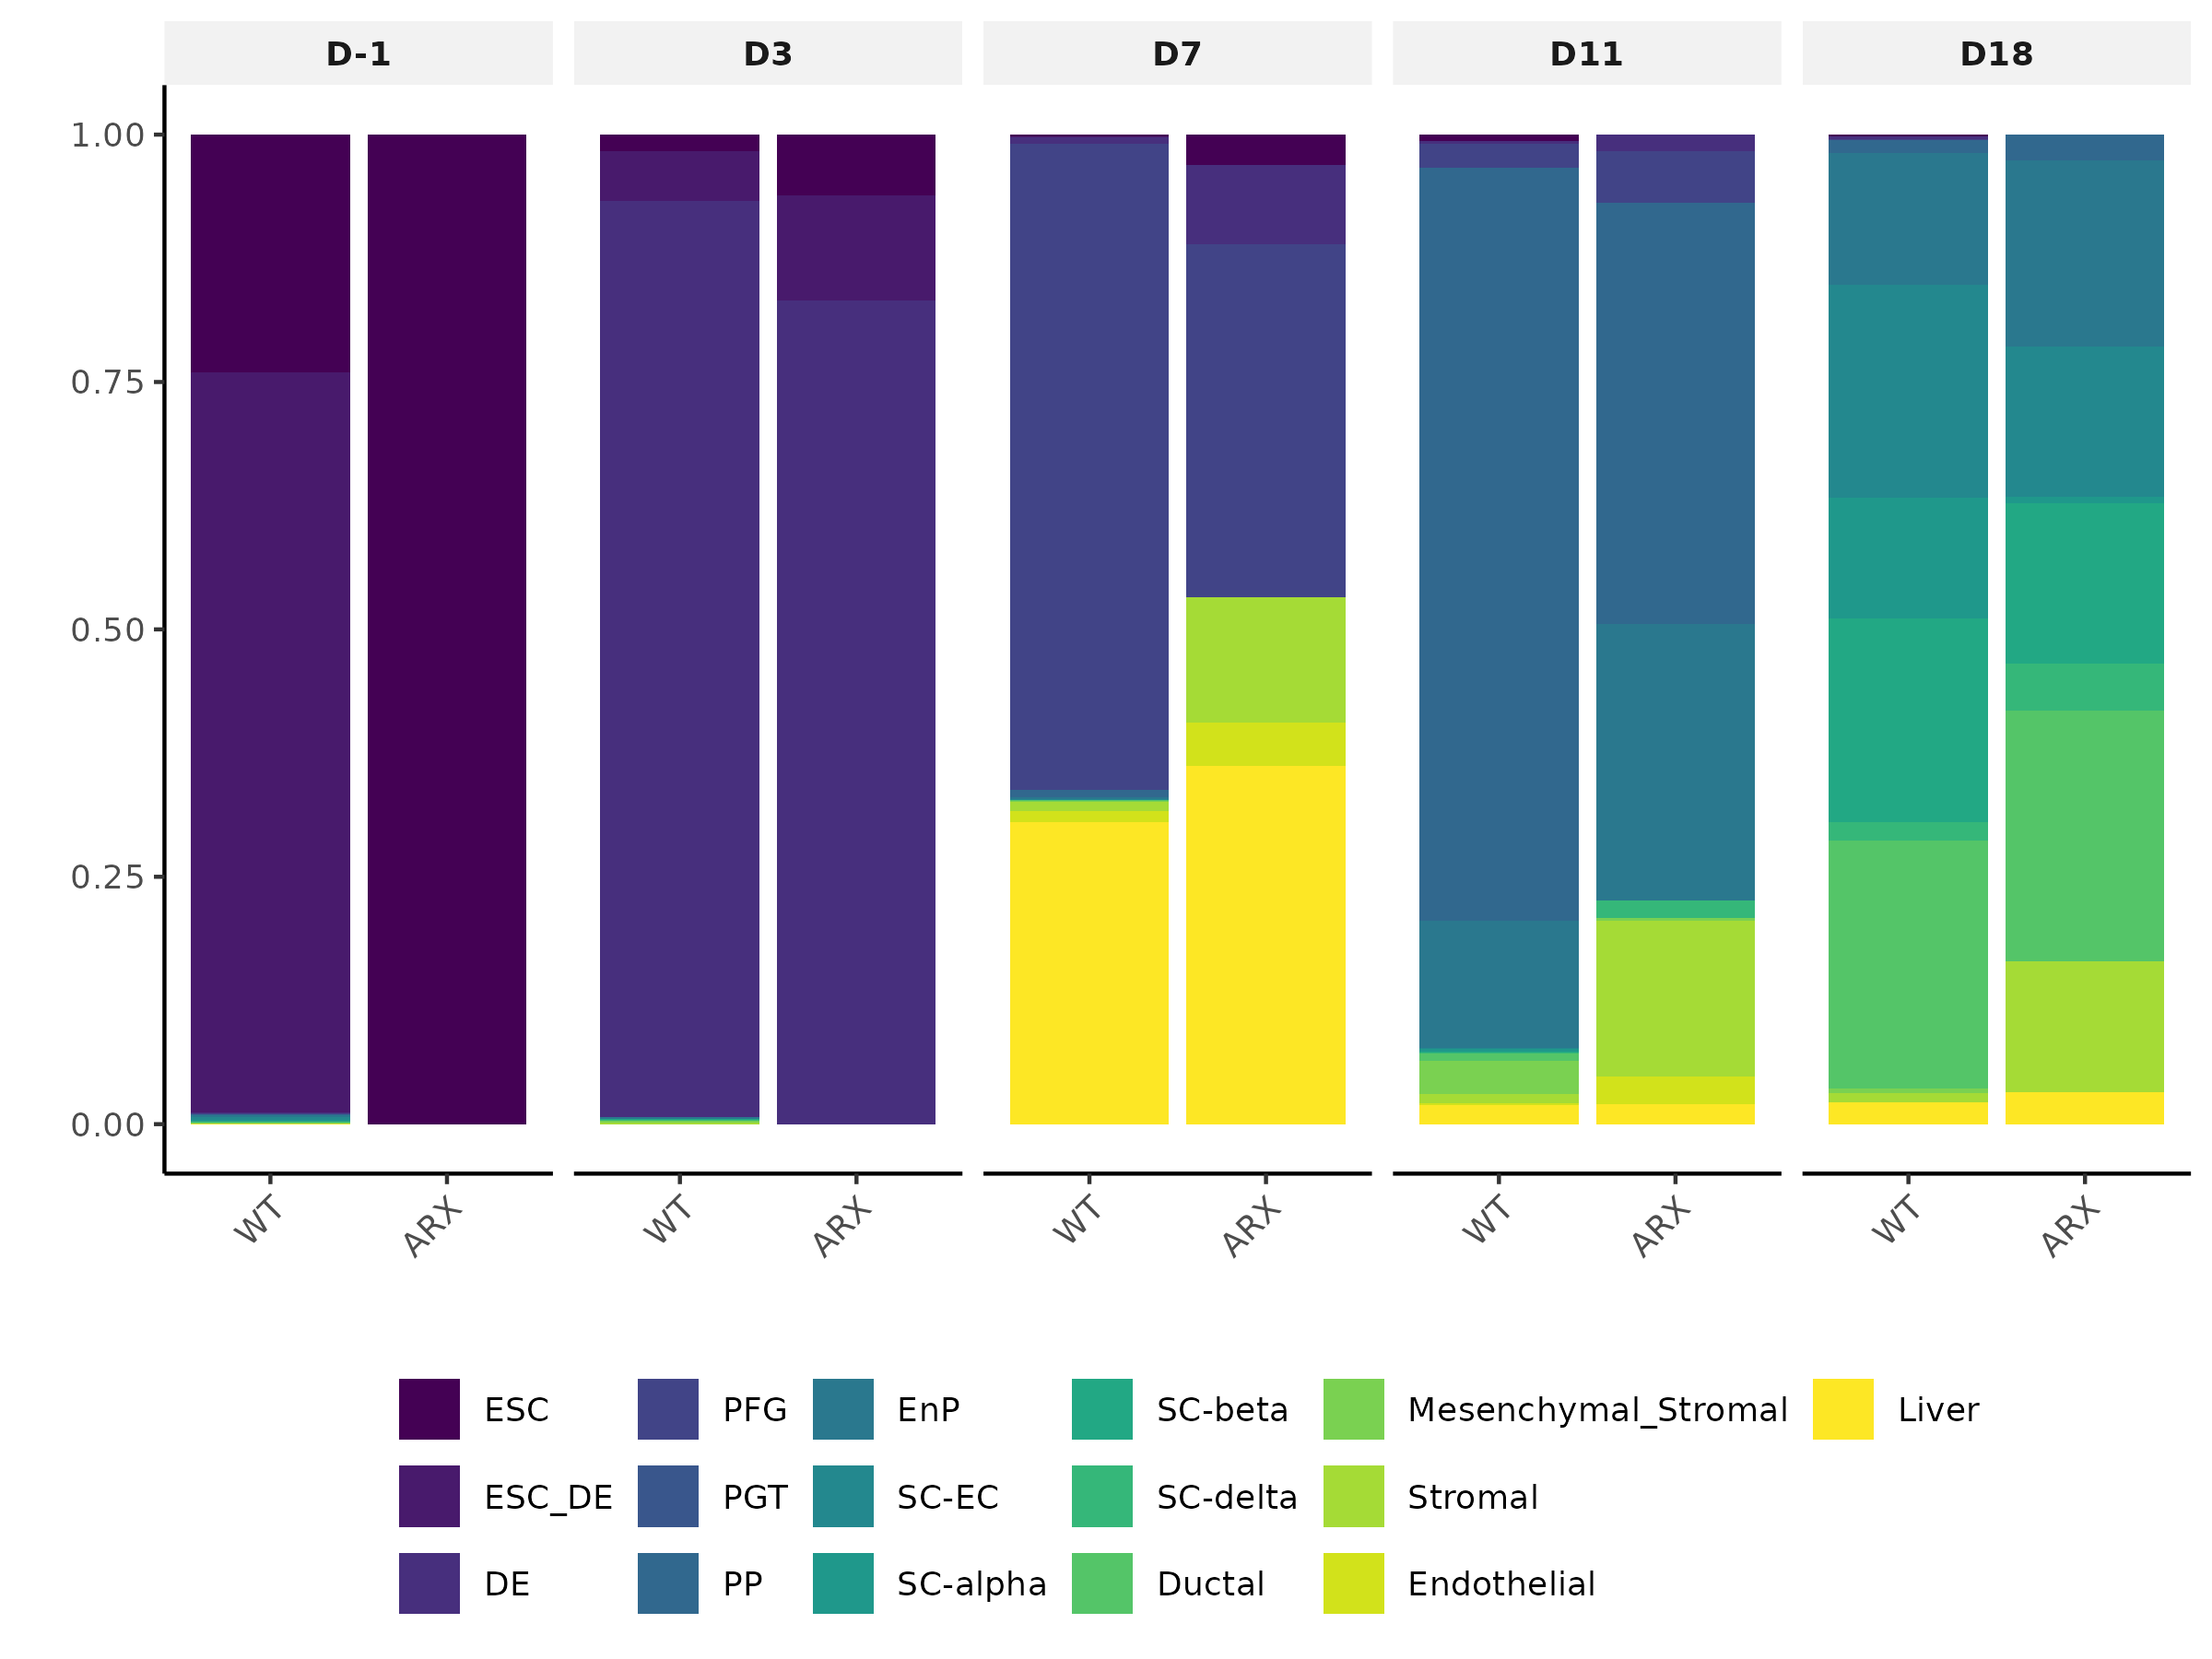 D-1 D3 D7 D11 D18
1.00
0.75
0.50
0.25
0.00
WT ARX WT ARX WT ARX WT ARX WT ARX
ESC PFG EnP SC-beta Mesenchymal_Stromal Liver
ESC_DE PGT SC-EC SC-delta Stromal
DE PP SC-alpha Ductal Endothelial